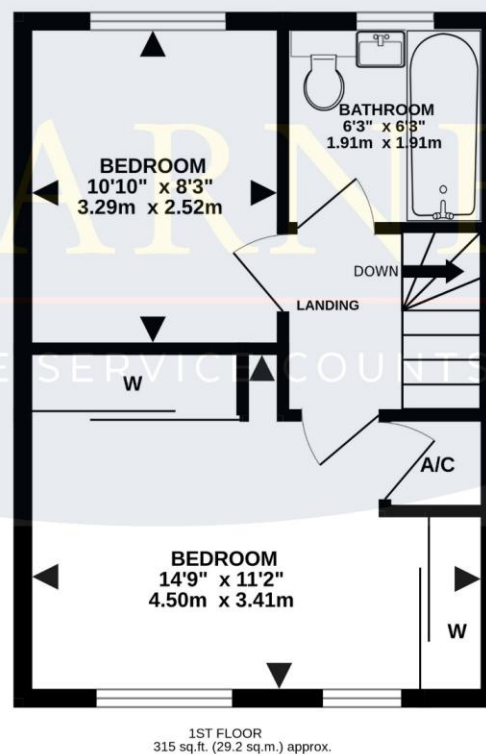 BATHROOM
6'3" x 6'3"
1.91m x 1.91m
BEDROOM
10'10" x 8'3"
3.29m x 2.52m
DOWN
LANDING
W
SERVICE COUNTS
A/C
BEDROOM
14'9" x 11'2"
4.50m x 3.41m
W
1ST FLOOR
315 sq.ft. (29.2 sq.m.) approx.